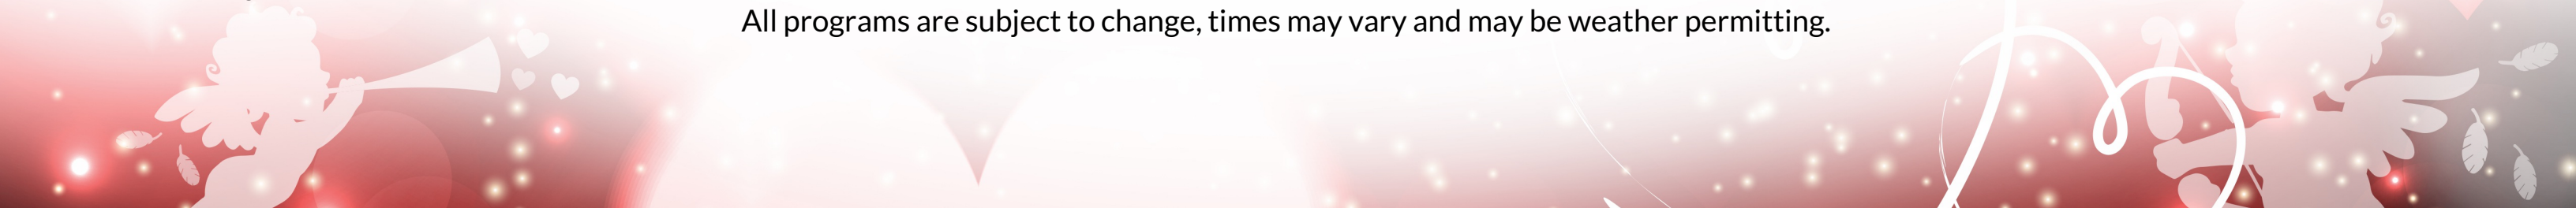 All programs are subject to change, times may vary and may be weather permitting.